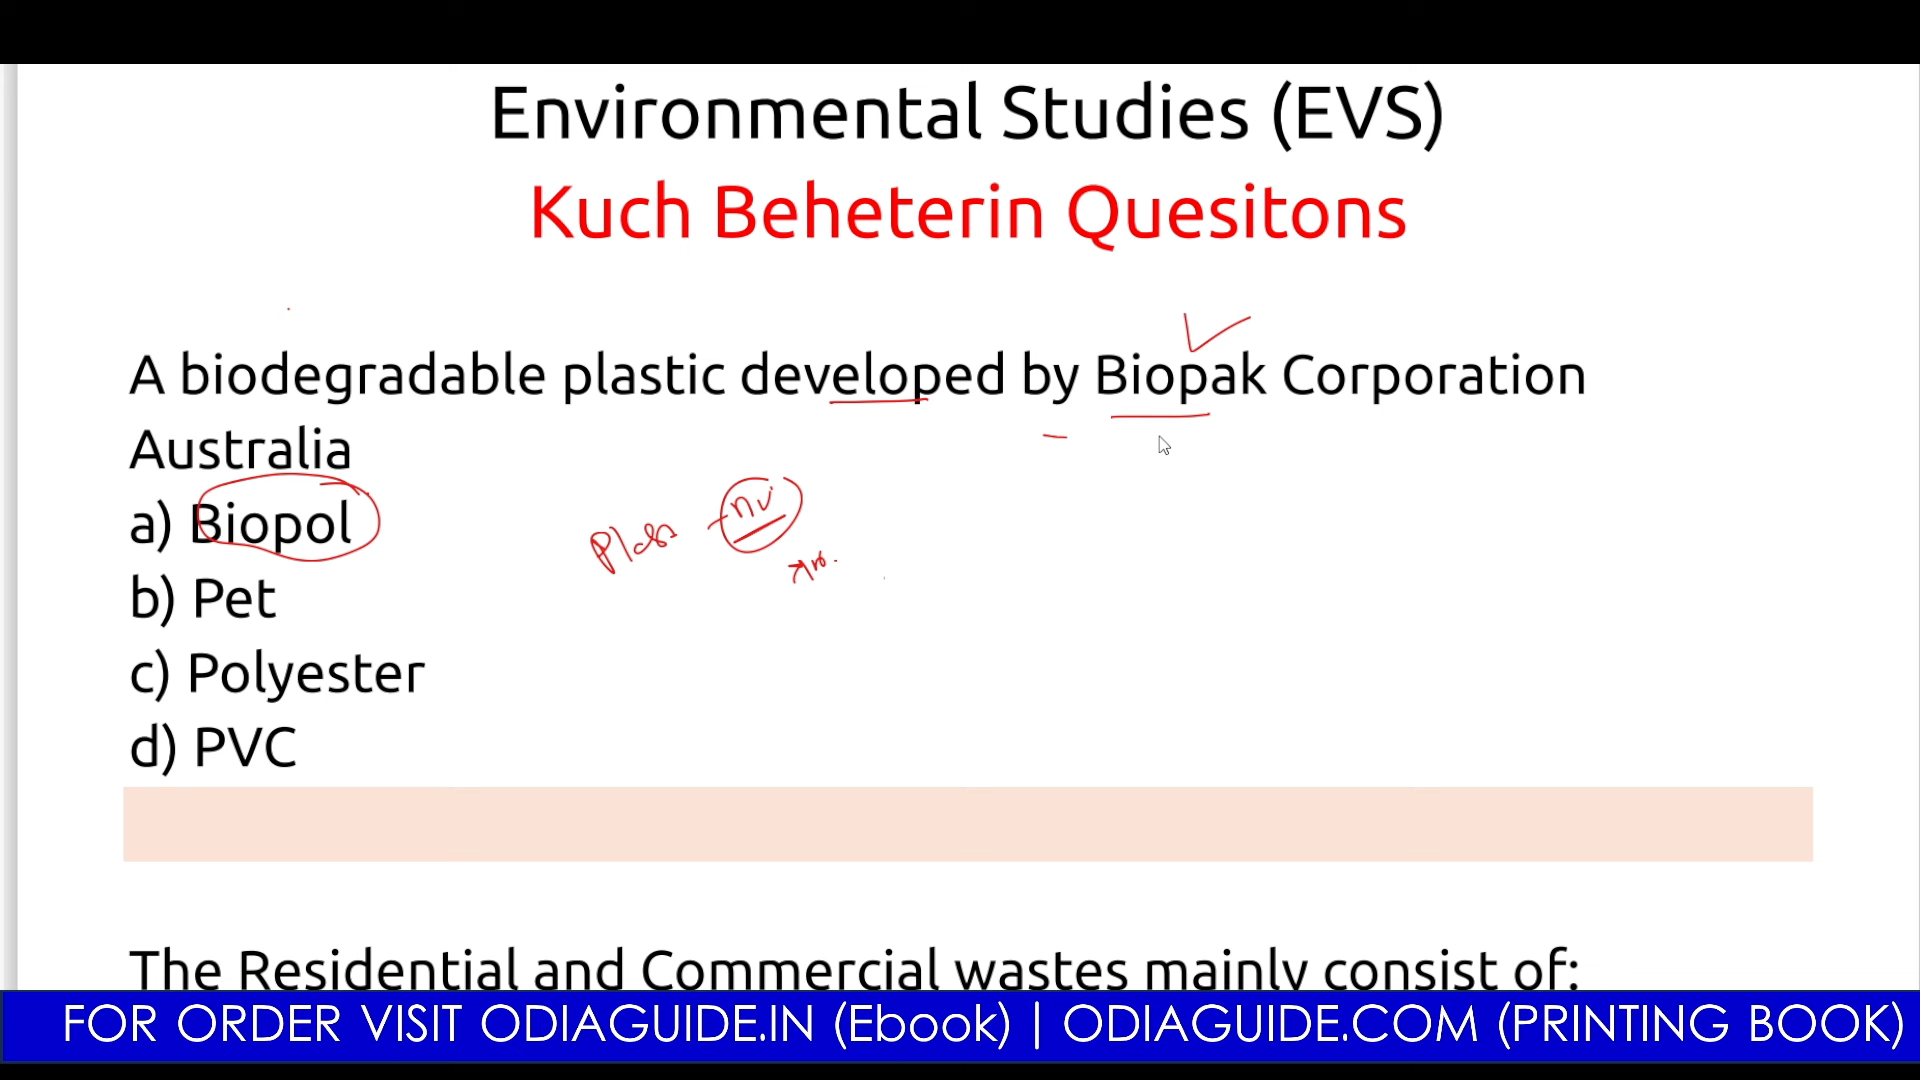 Environmental Studies (EVS)
Kuch Beheterin Quesitons
A biodegradable plastic developed by Biopak Corporation
Australia
a) Biopol
b) Pet
c) Polyester
d) PVC
The Residential and Commercial wastes mainly consist of:
FOR ORDER VISIT ODIAGUIDE.IN (Ebook) | ODIAGUIDE.COM (PRINTING BOOK)